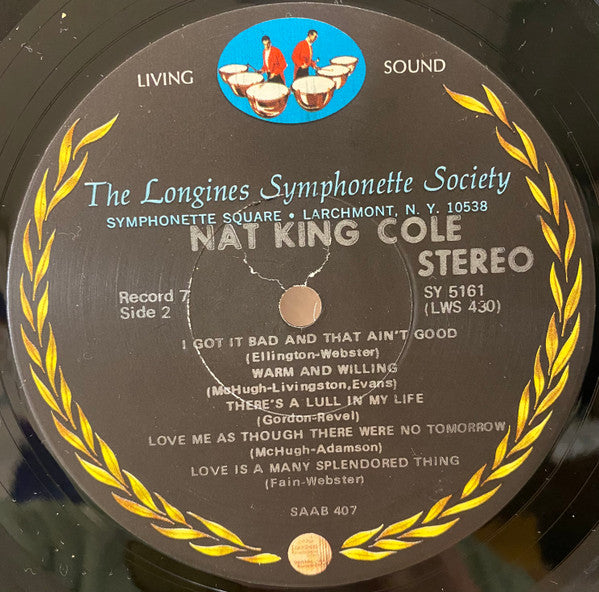 LIVING SOUND
The Longines Symphonette Society
SYMPHONETTE SQUARE • LARCHMONT, N. Y. 10538
NAT KING COLE
STEREO
Record 7
Side 2
SY 5161
(LWS 430)
I GOT IT BAD AND THAT AIN'T GOOD
(Ellington-Webster)
WARM AND WILLING
(McHugh-Livingston,Evans)
THERE'S A LULL IN MY LIFE
(Gordon-Revel)
LOVE ME AS THOUGH THERE WERE NO TOMORROW
(McHugh-Adamson)
LOVE IS A MANY SPLENDORED THING
(Fain-Webster)
SAAB 407